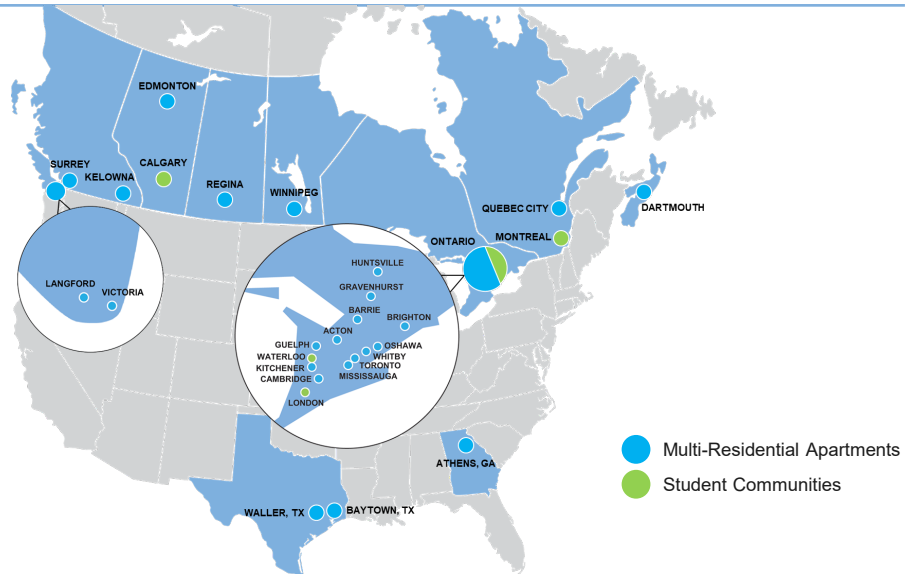 EDMONTON
SURREY
KELOWNA
CALGARY
REGINA
WINNIPEG
QUEBEC CITY
DARTMOUTH
MONTREAL
ONTARIO
LANGFORD
VICTORIA
HUNTSVILLE
GRAVENHURST
BARRIE
BRIGHTON
ACTON
GUELPH
OSHAWA
WATERLOO
WHITBY
KITCHENER
TORONTO
CAMBRIDGE
MISSISSAUGA
LONDON
ATHENS, GA
WALLER, TX
BAYTOWN, TX
Multi-Residential Apartments
Student Communities